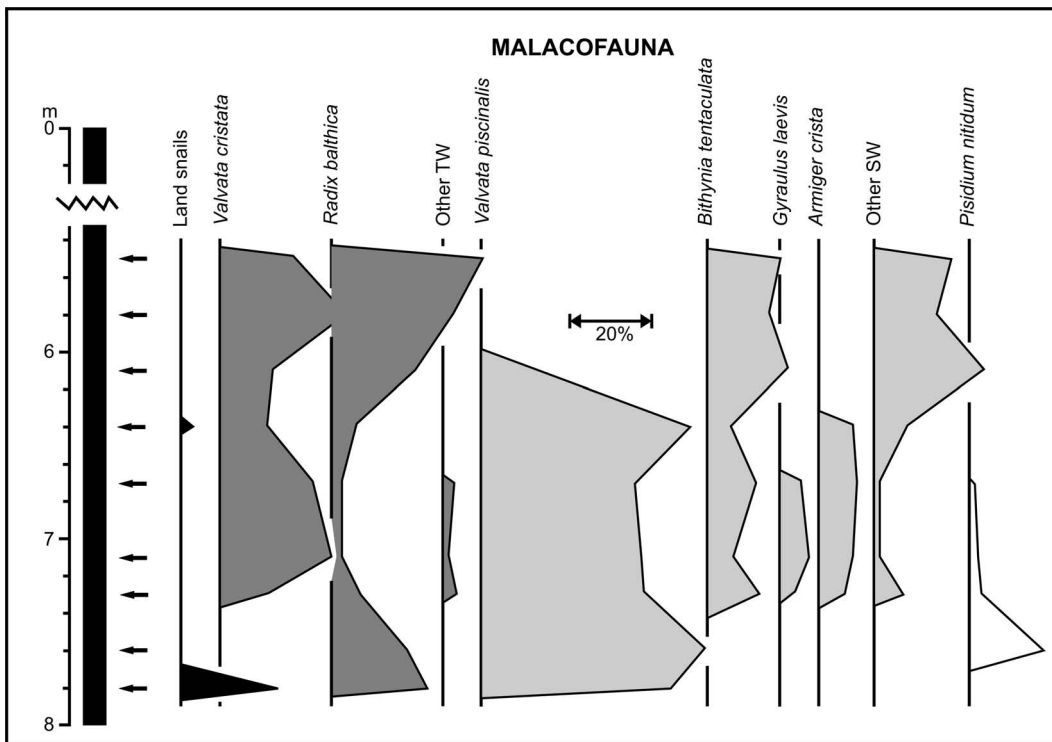 MALACOFAUNA
m
0
6
7
8
Land snails
Valvata cristata
Radix balthica
Other TW
Valvata piscinalis
Bithynia tentaculata
Gyraulus laevis
Armiger crista
Other SW
Pisidium nitidum
20%